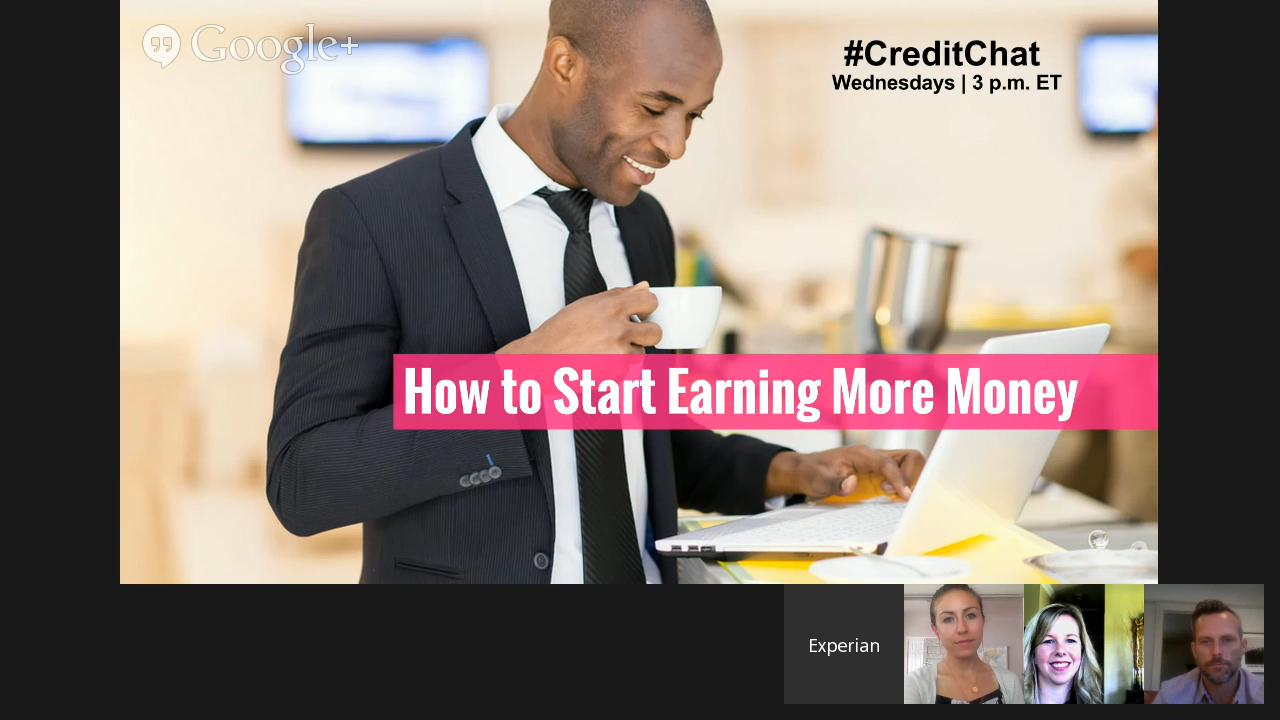 Google+
#CreditChat
Wednesdays | 3 p.m. ET
How to Start Earning More Money
Experian